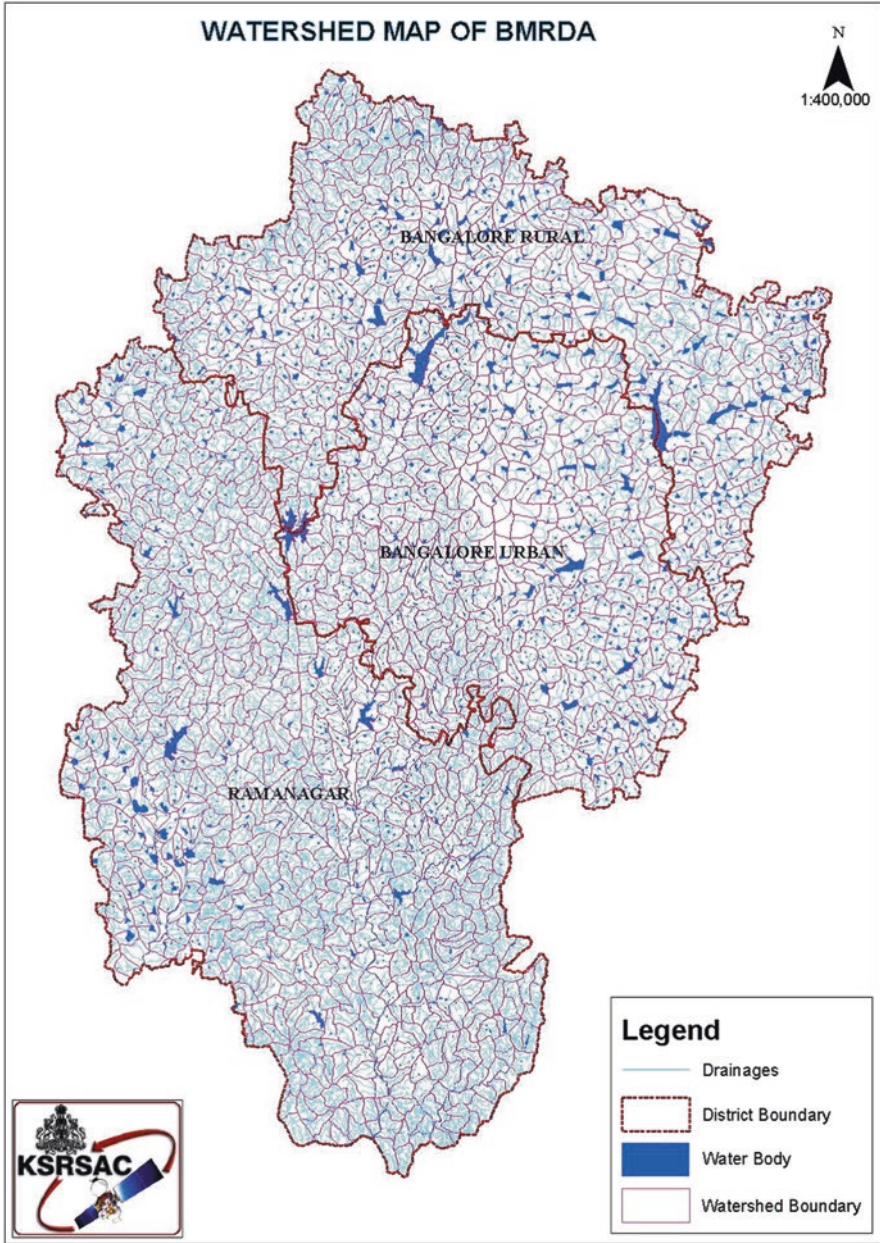 WATERSHED MAP OF BMRDA
N
1:400,000
BANGALORE RURAL
BANGALORE URBAN
RAMANAGAR
Legend
Drainages
District Boundary
Water Body
Watershed Boundary
KSRSAC